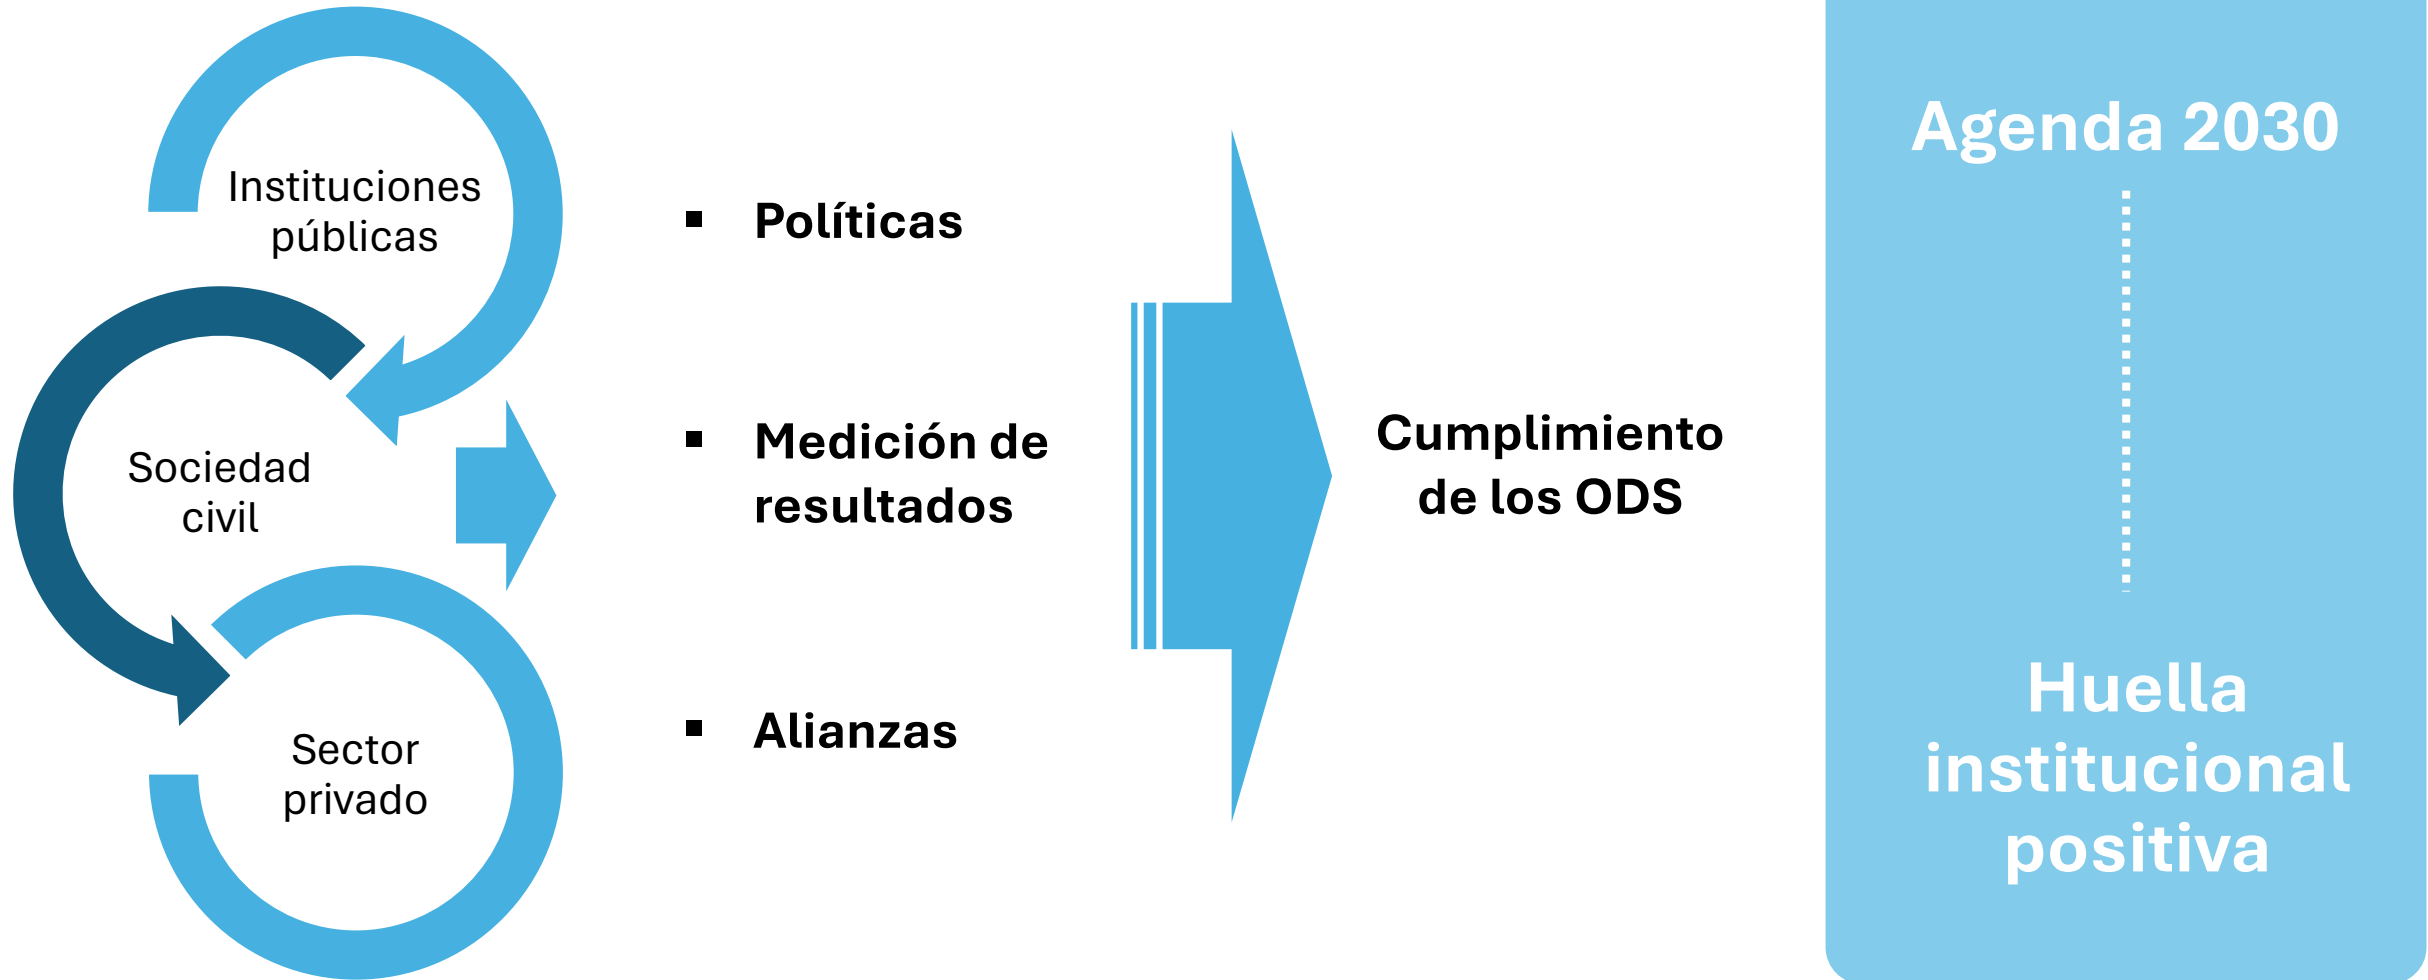 Instituciones
públicas
Sociedad
civil
Sector
privado
▪ Políticas
▪ Medición de
resultados
▪ Alianzas
Cumplimiento
de los ODS
Agenda 2030
Huella
institucional
positiva